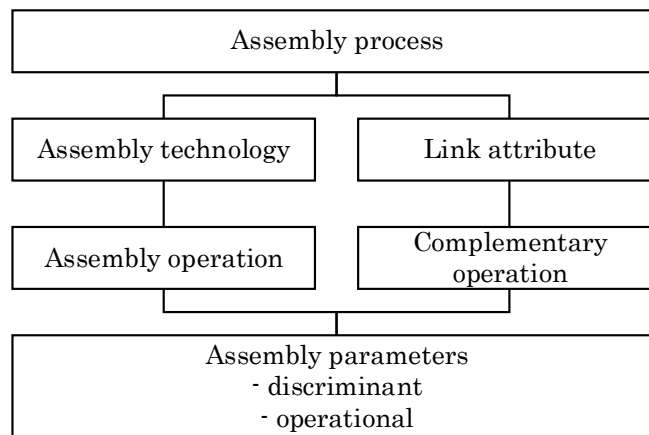 Assembly process
Assembly technology
Link attribute
Assembly operation
Complementary
operation
Assembly parameters
- discriminant
- operational